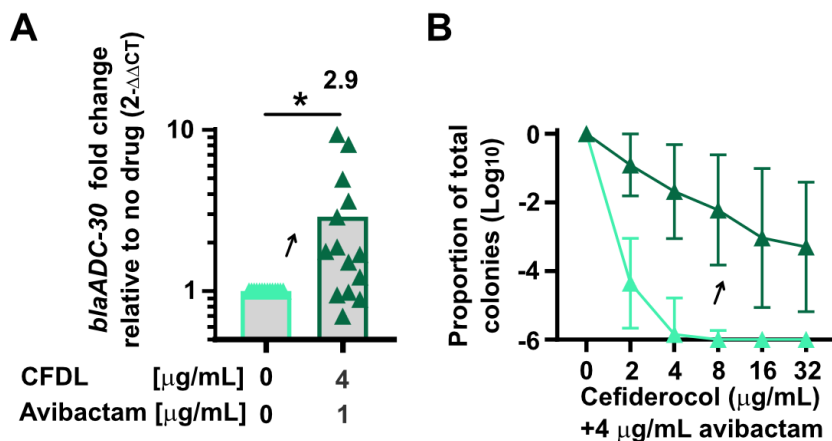 A
blaADC-30 fold change
relative to no drug (2-ΔΔCT)
2.9
*
10
1
CFDL [μg/mL] 0 4
Avibactam [μg/mL] 0 1
B
Proportion of total
colonies (Log10)
0
-2
-4
-6
0 2 4 8 16 32
Cefiderocol (μg/mL)
+4 μg/mL avibactam